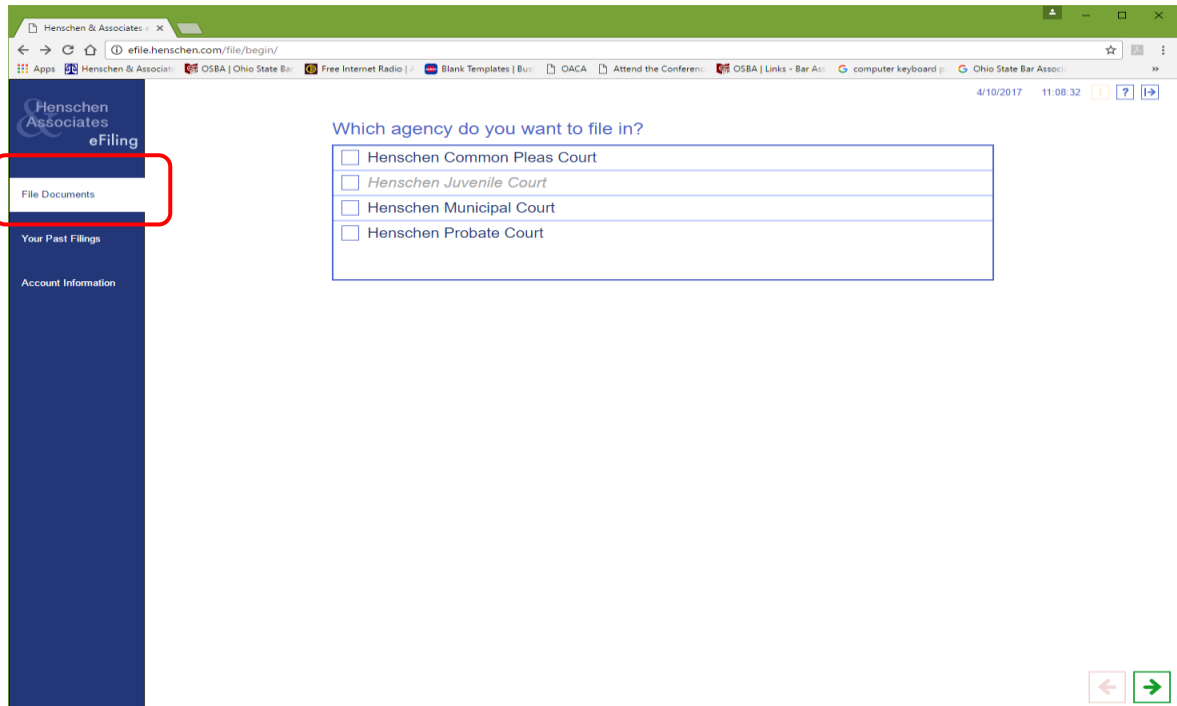 Henschen & Associates e
efile.henschen.com/file/begin/
Apps Henschen & Associat OSBA | Ohio State Ba Free Internet Radio | Blank Templates | Bus OACA Attend the Conferenc OSBA | Links - Bar As computer keyboard p Ohio State Bar Associ »
4/10/2017 11:08:32 ! ?
Henschen
& Associates
eFiling
Which agency do you want to file in?
Henschen Common Pleas Court
Henschen Juvenile Court
Henschen Municipal Court
Henschen Probate Court
File Documents
Your Past Filings
Account Information